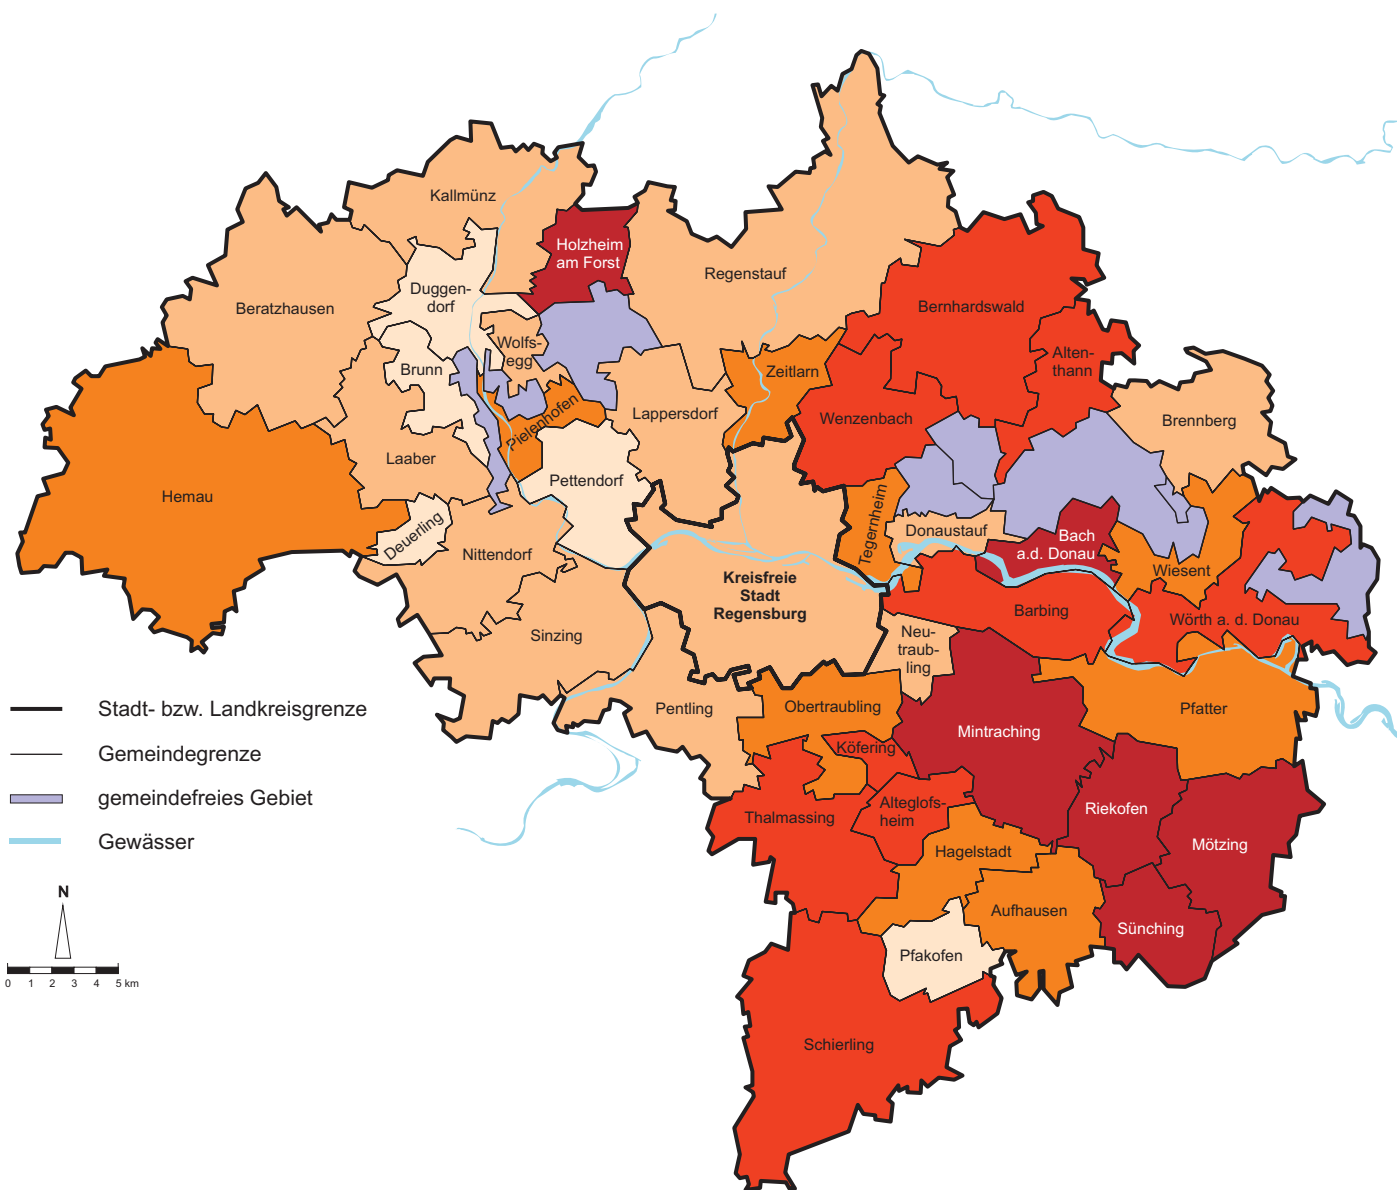 Kallmünz
Holzheim
am Forst
Regenstauf
Duggen-
dorf
Beratzhausen
Bernhardswald
Wolfs-
egg
Brunn
Zeitlarn
Alten-
thann
Pielenhofen
Lappersdorf
Wenzenbach
Brennberg
Laaber
Pettendorf
Hemau
Deuerling
Nittendorf
Tegernheim
Donaustauf
Bach
a.d. Donau
Wiesent
Kreisfreie
Stadt
Regensburg
Barbing
Wörth a. d. Donau
Sinzing
Neu-
traub-
ling
Pentling
Obertraubling
Pfatter
Mintraching
Köfering
Stadt- bzw. Landkreisgrenze
Gemeindegrenze
gemeindefreies Gebiet
Gewässer
Thalmassing
Alteglofs-
heim
Riekofen
Mötzing
Hagelstadt
Aufhausen
Sünching
Pfakofen
Schierling
N
0 1 2 3 4 5 km